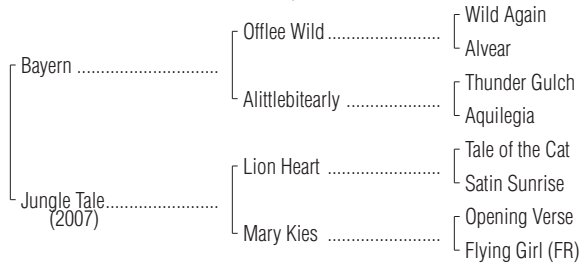 Wild Again
Offlee Wild ........................
Alvear
Bayern ..............................
Thunder Gulch
Alittlebitearly ....................
Aquilegia
Tale of the Cat
Lion Heart ........................
Satin Sunrise
Jungle Tale........................
(2007)
Opening Verse
Mary Kies ........................
Flying Girl (FR)